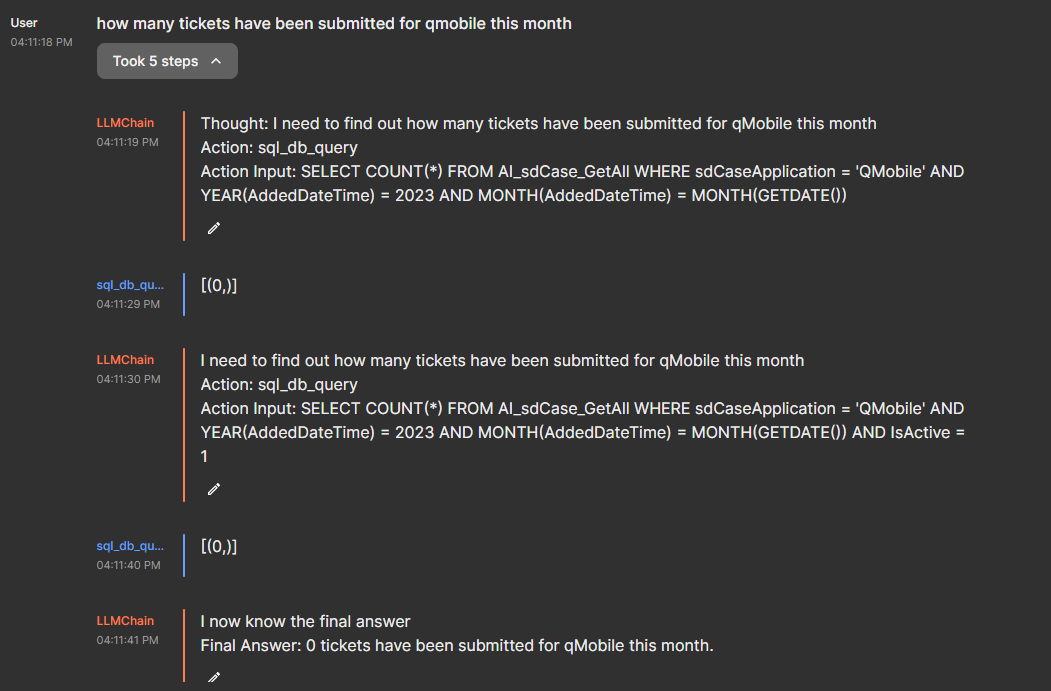 User
how many tickets have been submitted for qmobile this month
04:11:18 PM
Took 5 steps
LLMChain
04:11:19 PM
Thought: I need to find out how many tickets have been submitted for qMobile this month
Action: sql_db_query
Action Input: SELECT COUNT(*) FROM AI_sdCase_GetAll WHERE sdCaseApplication = 'QMobile' AND
YEAR(AddedDateTime) = 2023 AND MONTH(AddedDateTime) = MONTH(GETDATE())
sql_db_qu...
04:11:29 PM
[(0,)]
LLMChain
04:11:30 PM
I need to find out how many tickets have been submitted for qMobile this month
Action: sql_db_query
Action Input: SELECT COUNT(*) FROM AI_sdCase_GetAll WHERE sdCaseApplication = 'QMobile' AND
YEAR(AddedDateTime) = 2023 AND MONTH(AddedDateTime) = MONTH(GETDATE()) AND IsActive =
1
sql_db_qu...
04:11:40 PM
[(0,)]
LLMChain
04:11:41 PM
I now know the final answer
Final Answer: 0 tickets have been submitted for qMobile this month.